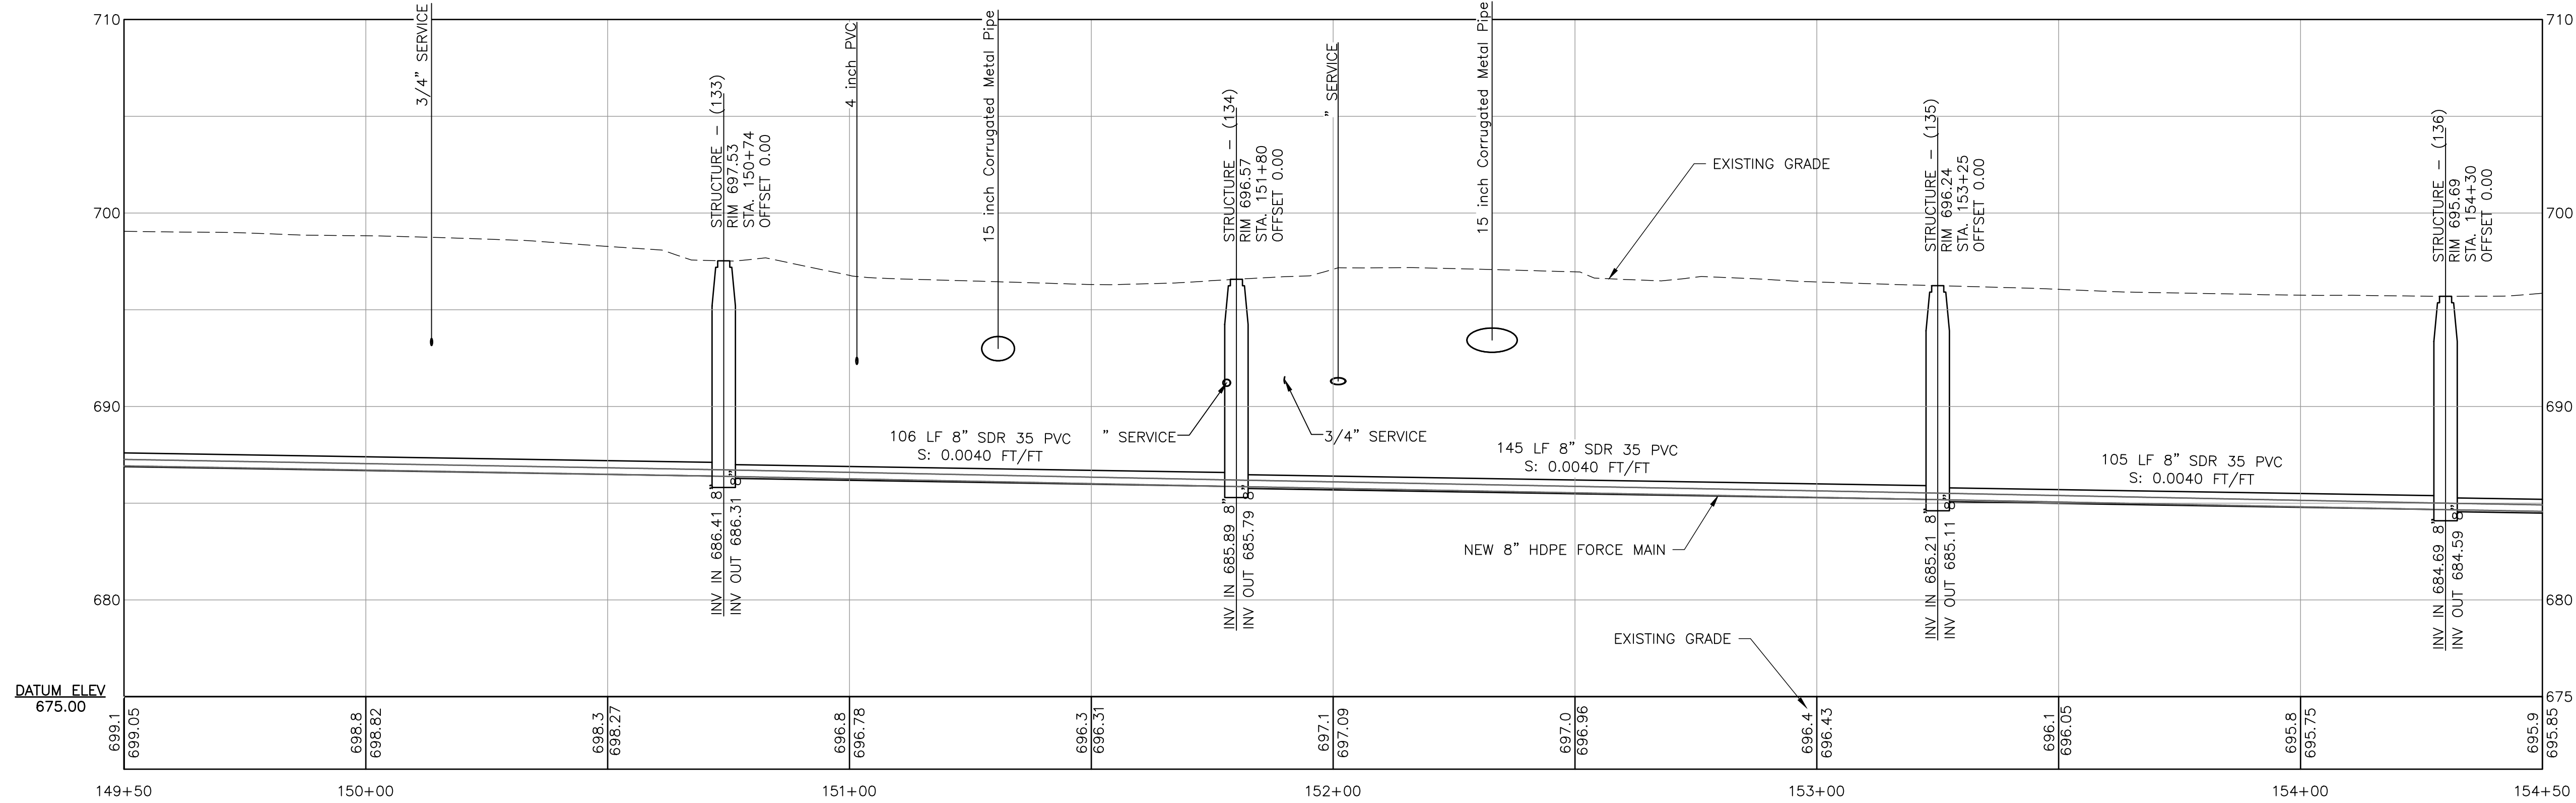 710
710
700
700
690
690
680
680
675
DATUM ELEV
675.00
3/4" SERVICE
STRUCTURE - (133)
RIM 697.53
STA. 150+74
OFFSET 0.00
4 inch PVC
15 inch Corrugated Metal Pipe
STRUCTURE - (134)
RIM 696.57
STA. 151+80
OFFSET 0.00
" SERVICE
15 inch Corrugated Metal Pipe
EXISTING GRADE
STRUCTURE - (135)
RIM 696.24
STA. 153+25
OFFSET 0.00
STRUCTURE - (136)
RIM 695.69
STA. 154+30
OFFSET 0.00
106 LF 8" SDR 35 PVC
S: 0.0040 FT/FT
" SERVICE
3/4" SERVICE
145 LF 8" SDR 35 PVC
S: 0.0040 FT/FT
105 LF 8" SDR 35 PVC
S: 0.0040 FT/FT
INV IN 686.41 8"
INV OUT 686.31 8"
INV IN 685.89 8"
INV OUT 685.79 8"
NEW 8" HDPE FORCE MAIN
INV IN 685.21 8"
INV OUT 685.11 8"
INV IN 684.69 8"
INV OUT 684.59 8"
EXISTING GRADE
699.1
699.05
698.8
698.82
698.3
698.27
696.8
696.78
696.3
696.31
697.1
697.09
697.0
696.96
696.4
696.43
696.1
696.05
695.8
695.75
695.9
695.85
149+50
150+00
151+00
152+00
153+00
154+00
154+50